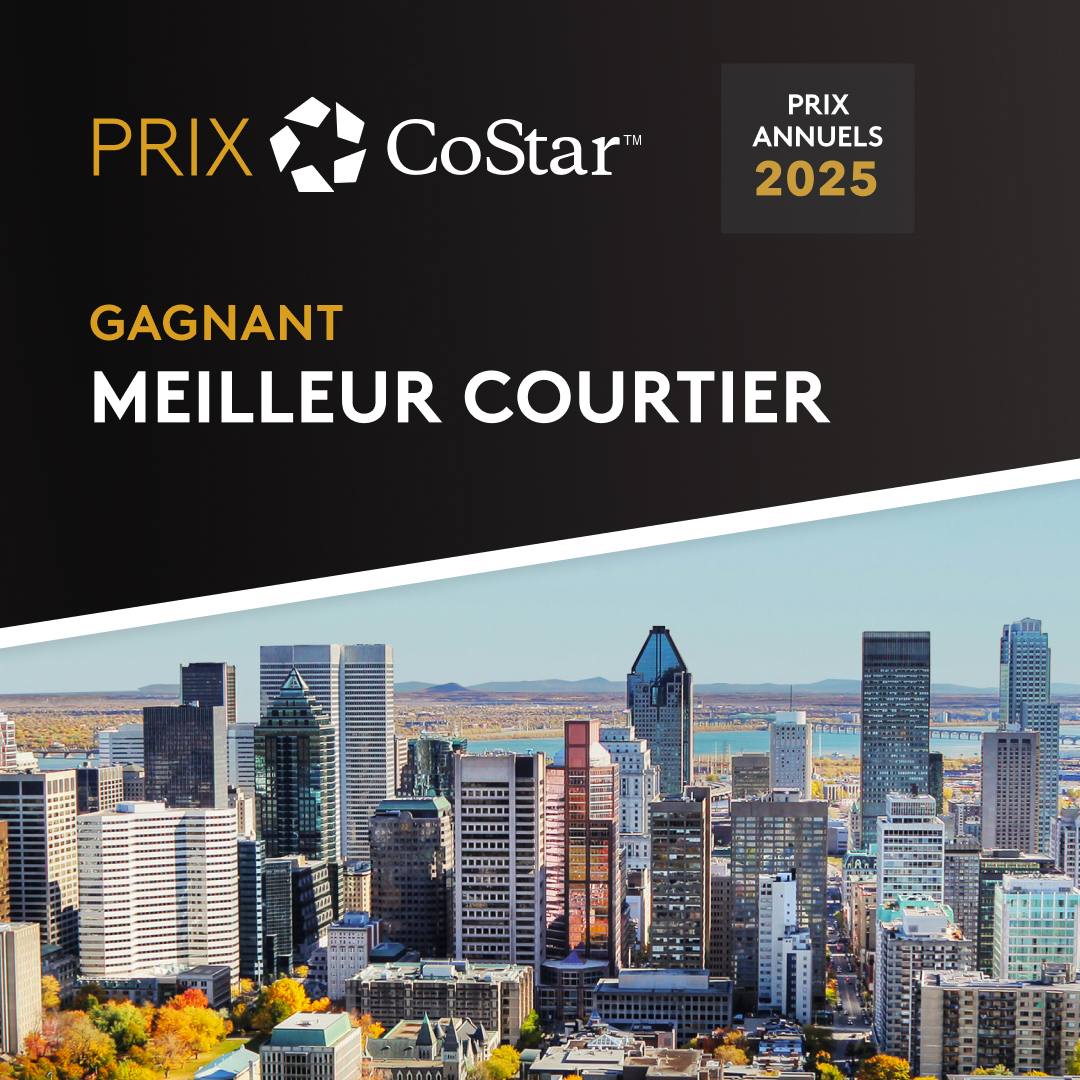 PRIX CoStar™
PRIX
ANNUELS
2025
GAGNANT
MEILLEUR COURTIER